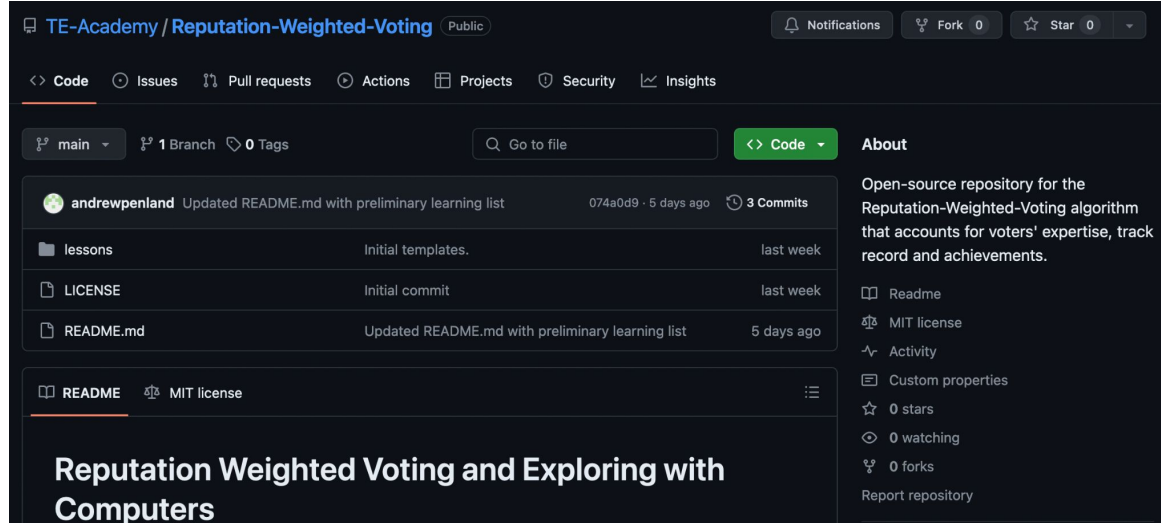 TE-Academy / Reputation-Weighted-Voting Public
Notifications Fork 0 Star 0
Code Issues Pull requests Actions Projects Security Insights
main 1 Branch 0 Tags Go to file Code
andrewpenland Updated README.md with preliminary learning list 074a0d9 · 5 days ago 3 Commits
lessons Initial templates. last week
LICENSE Initial commit last week
README.md Updated README.md with preliminary learning list 5 days ago
README MIT license
Reputation Weighted Voting and Exploring with
Computers
About
Open-source repository for the
Reputation-Weighted-Voting algorithm
that accounts for voters' expertise, track
record and achievements.
Readme
MIT license
Activity
Custom properties
0 stars
0 watching
0 forks
Report repository